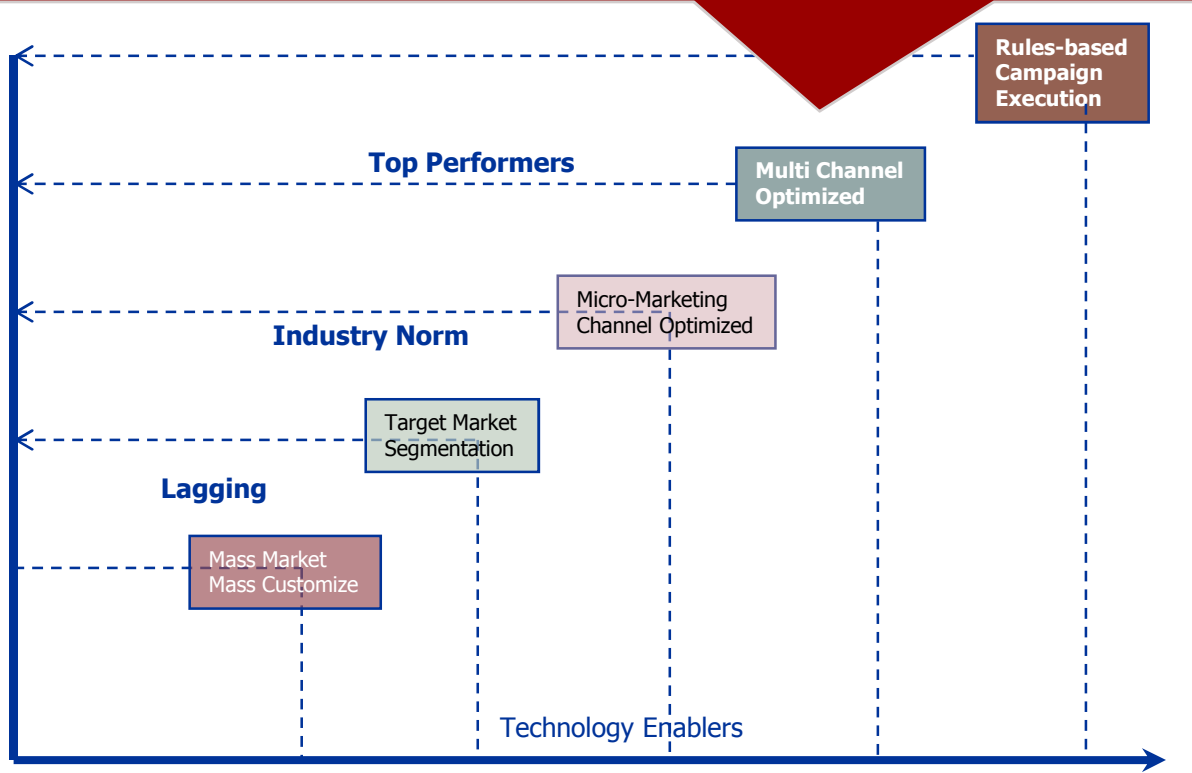 Rules-based
Campaign
Execution
Top Performers
Multi Channel
Optimized
Micro-Marketing
Channel Optimized
Industry Norm
Target Market
Segmentation
Lagging
Mass Market
Mass Customize
Technology Enablers